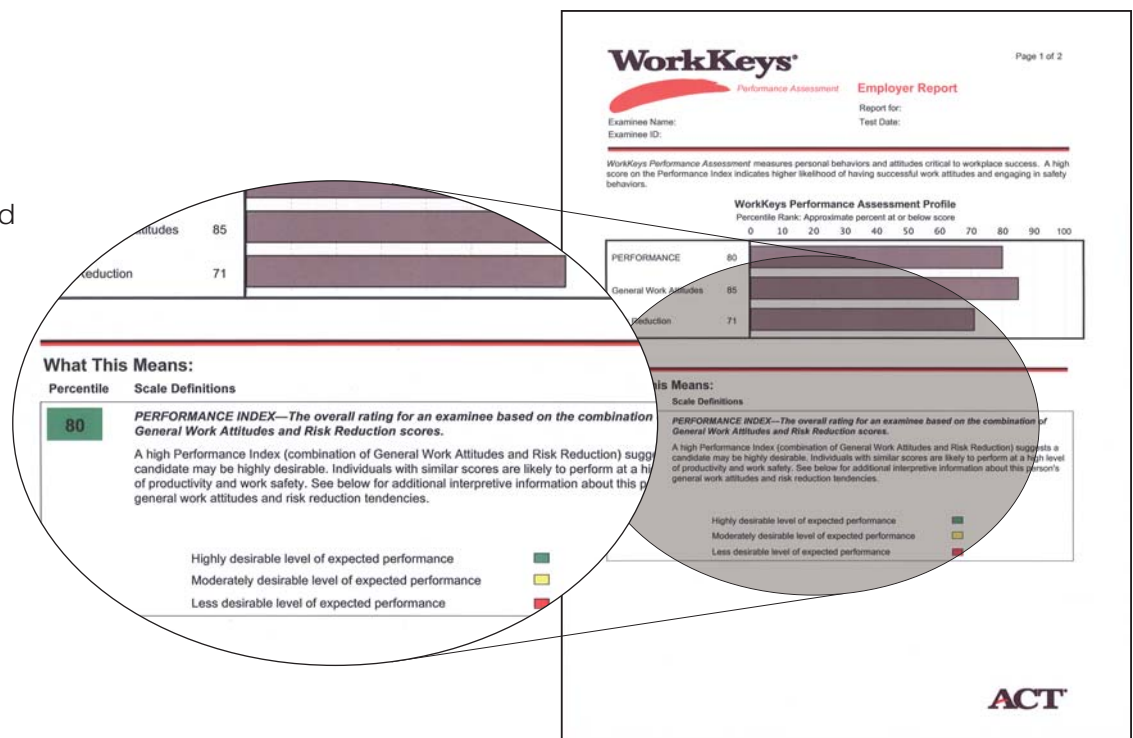 d
WorkKeys®
Page 1 of 2
Performance Assessment
Employer Report
Report for:
Examinee Name:
Test Date:
Examinee ID:
WorkKeys Performance Assessment measures personal behaviors and attitudes critical to workplace success. A high
score on the Performance Index indicates higher likelihood of having successful work attitudes and engaging in safety
behaviors.
WorkKeys Performance Assessment Profile
Percentile Rank: Approximate percent at or below score
0 10 20 30 40 50 60 70 80 90 100
PERFORMANCE 80
General Work Attitudes 85
Reduction 71
is Means:
Scale Definitions
PERFORMANCE INDEX—The overall rating for an examinee based on the combination of
General Work Attitudes and Risk Reduction scores.
A high Performance Index (combination of General Work Attitudes and Risk Reduction) suggests a
candidate may be highly desirable. Individuals with similar scores are likely to perform at a high level
of productivity and work safety. See below for additional interpretive information about this person's
general work attitudes and risk reduction tendencies.
Highly desirable level of expected performance
Moderately desirable level of expected performance
Less desirable level of expected performance
ACT
titudes 85
eduction 71
What This Means:
Percentile Scale Definitions
80
PERFORMANCE INDEX—The overall rating for an examinee based on the combination
General Work Attitudes and Risk Reduction scores.
A high Performance Index (combination of General Work Attitudes and Risk Reduction) sugg
candidate may be highly desirable. Individuals with similar scores are likely to perform at a hi
of productivity and work safety. See below for additional interpretive information about this p
general work attitudes and risk reduction tendencies.
Highly desirable level of expected performance
Moderately desirable level of expected performance
Less desirable level of expected performance